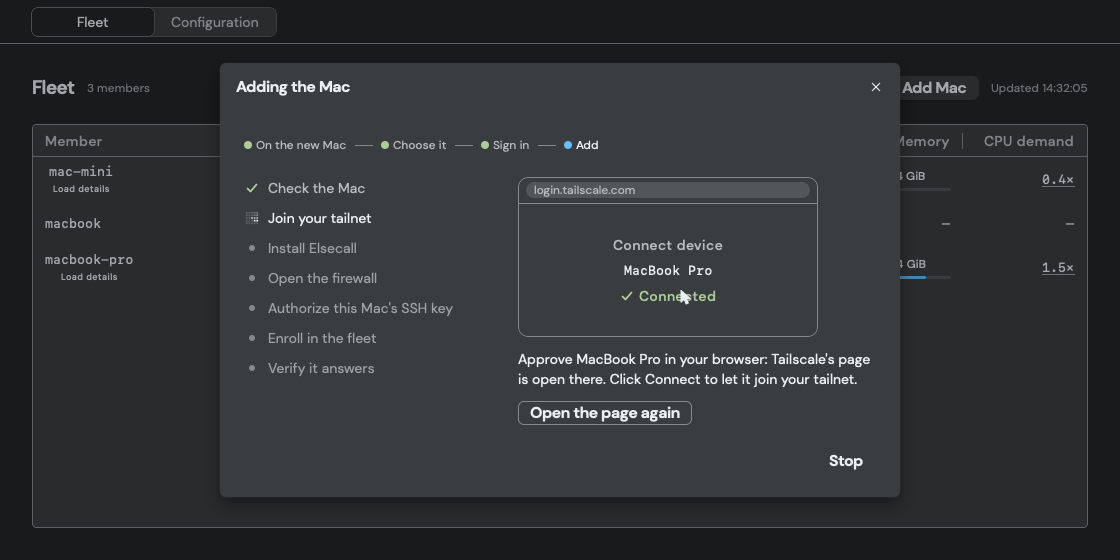 Fleet
Configuration
Fleet
3 members
Add Mac
Updated 14:32:05
Member
Memory
CPU demand
mac-mini
Load details
GiB
0.4×
macbook
—
—
macbook-pro
Load details
GiB
1.5×
Adding the Mac
×
On the new Mac
Choose it
Sign in
Add
Check the Mac
Join your tailnet
Install Elsecall
Open the firewall
Authorize this Mac's SSH key
Enroll in the fleet
Verify it answers
login.tailscale.com
Connect device
MacBook Pro
Connected
Approve MacBook Pro in your browser: Tailscale's page
is open there. Click Connect to let it join your tailnet.
Open the page again
Stop